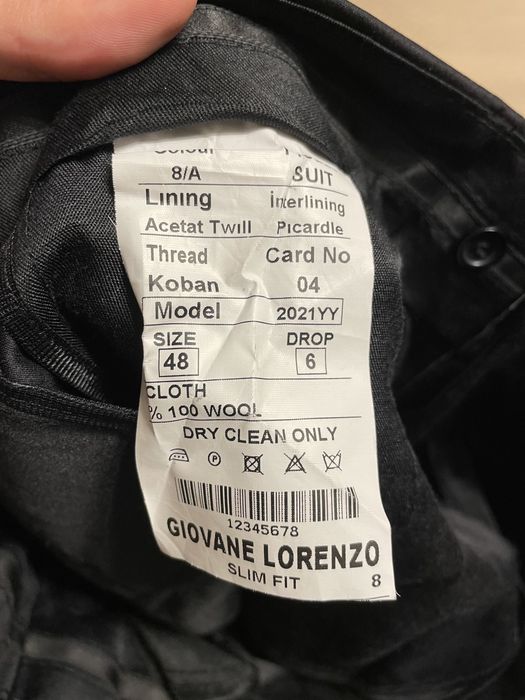 Colour
8/A SUIT
Lining interlining
Acetat Twill Picardle
Thread Card No
Koban 04
Model 2021YY
SIZE DROP
48 6
CLOTH
% 100 WOOL
DRY CLEAN ONLY
P
12345678
GIOVANE LORENZO
SLIM FIT 8